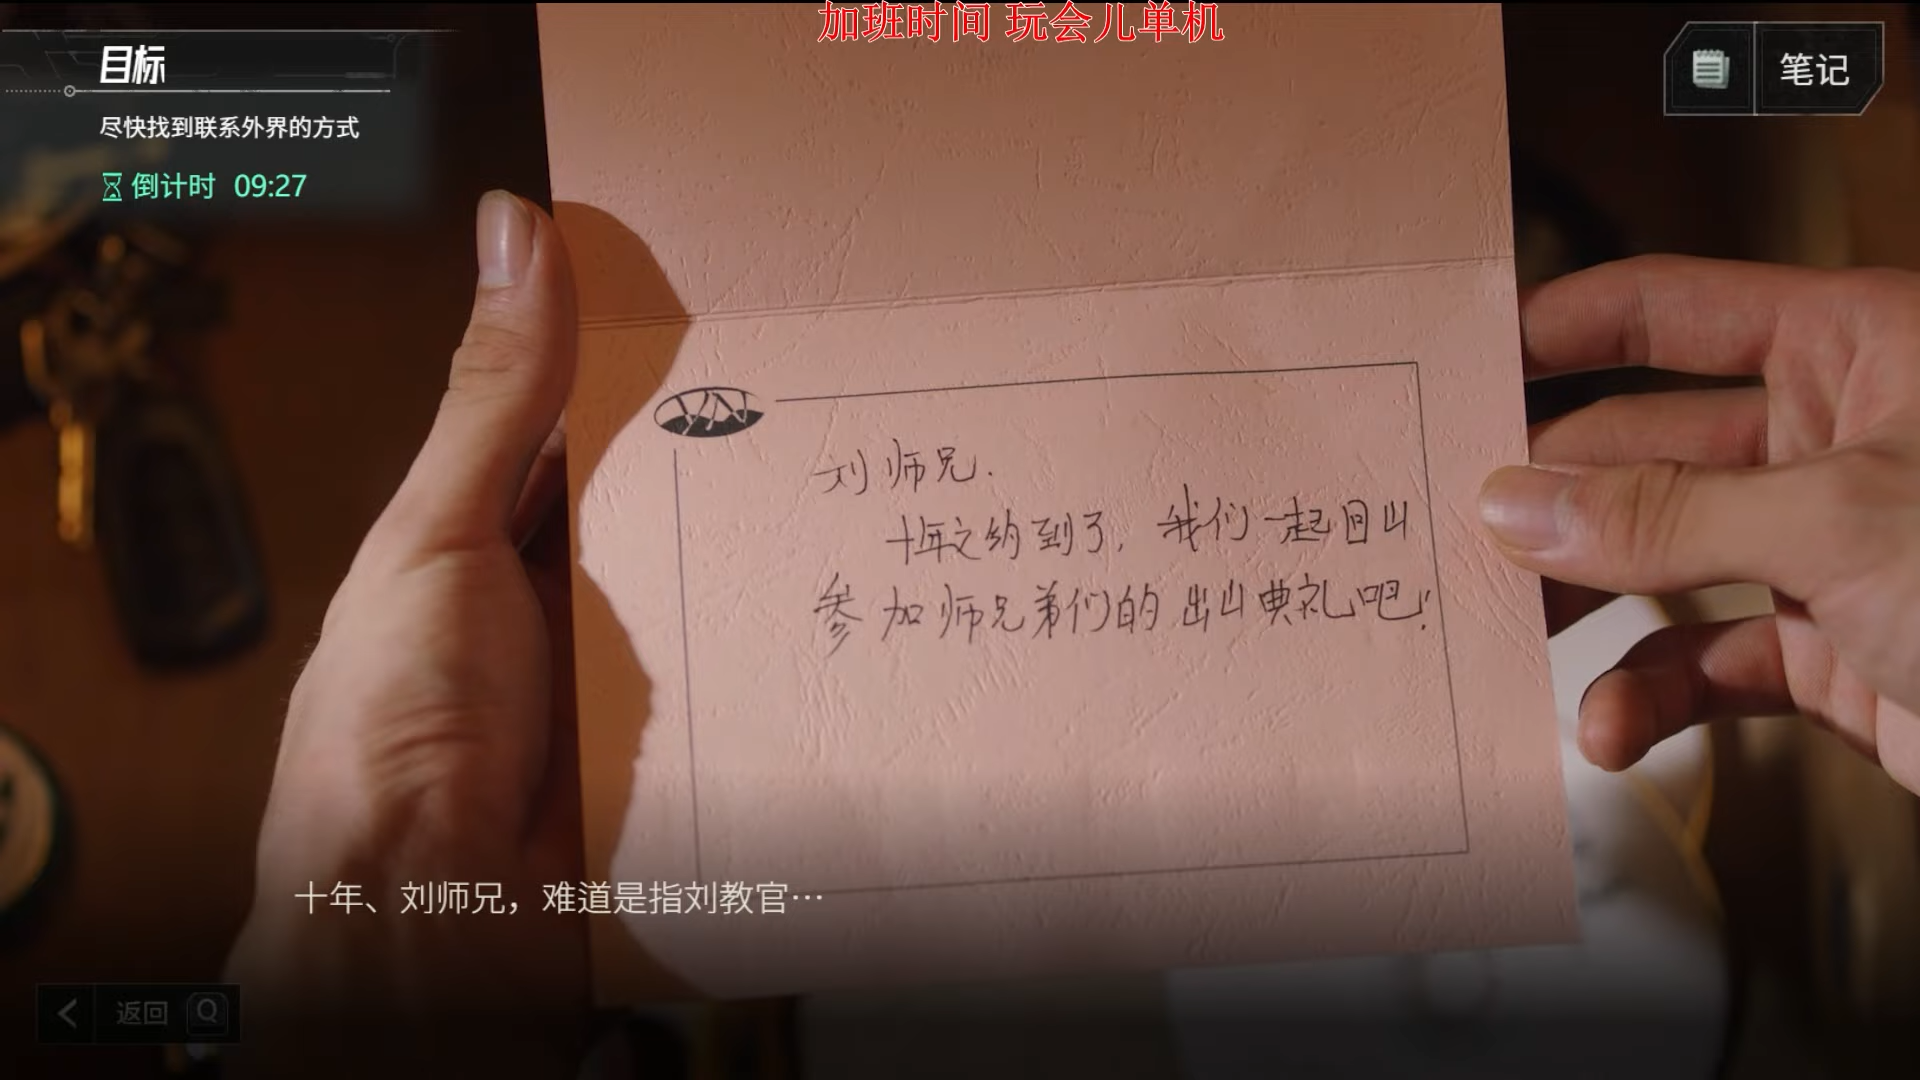 加班时间 玩会儿单机
目标
尽快找到联系外界的方式
倒计时 09:27
笔记
YN
刘师兄.
十年之约到了, 我们一起回山
参加师兄弟们的出山典礼吧!
十年、刘师兄，难道是指刘教官…
返回 Q